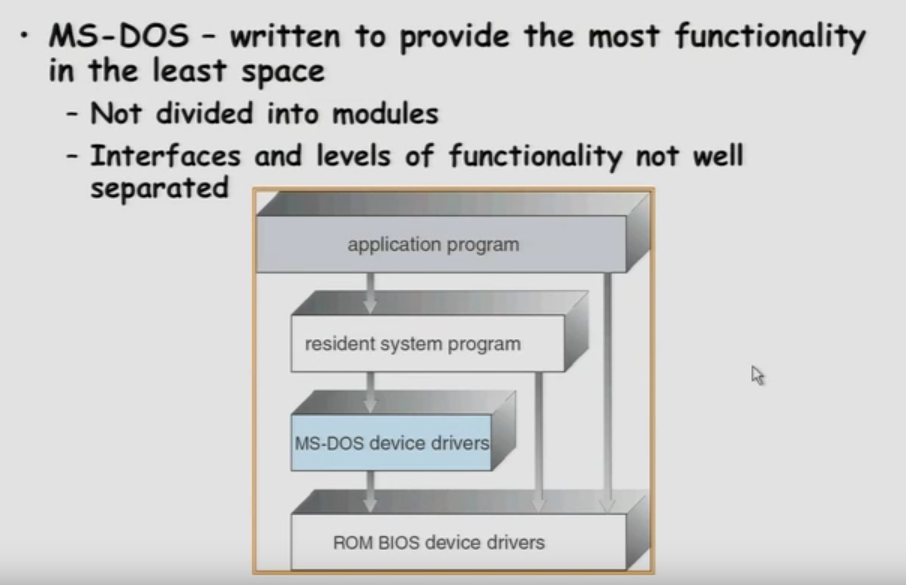 · MS-DOS – written to provide the most functionality
in the least space
– Not divided into modules
– Interfaces and levels of functionality not well
separated
application program
resident system program
MS-DOS device drivers
ROM BIOS device drivers